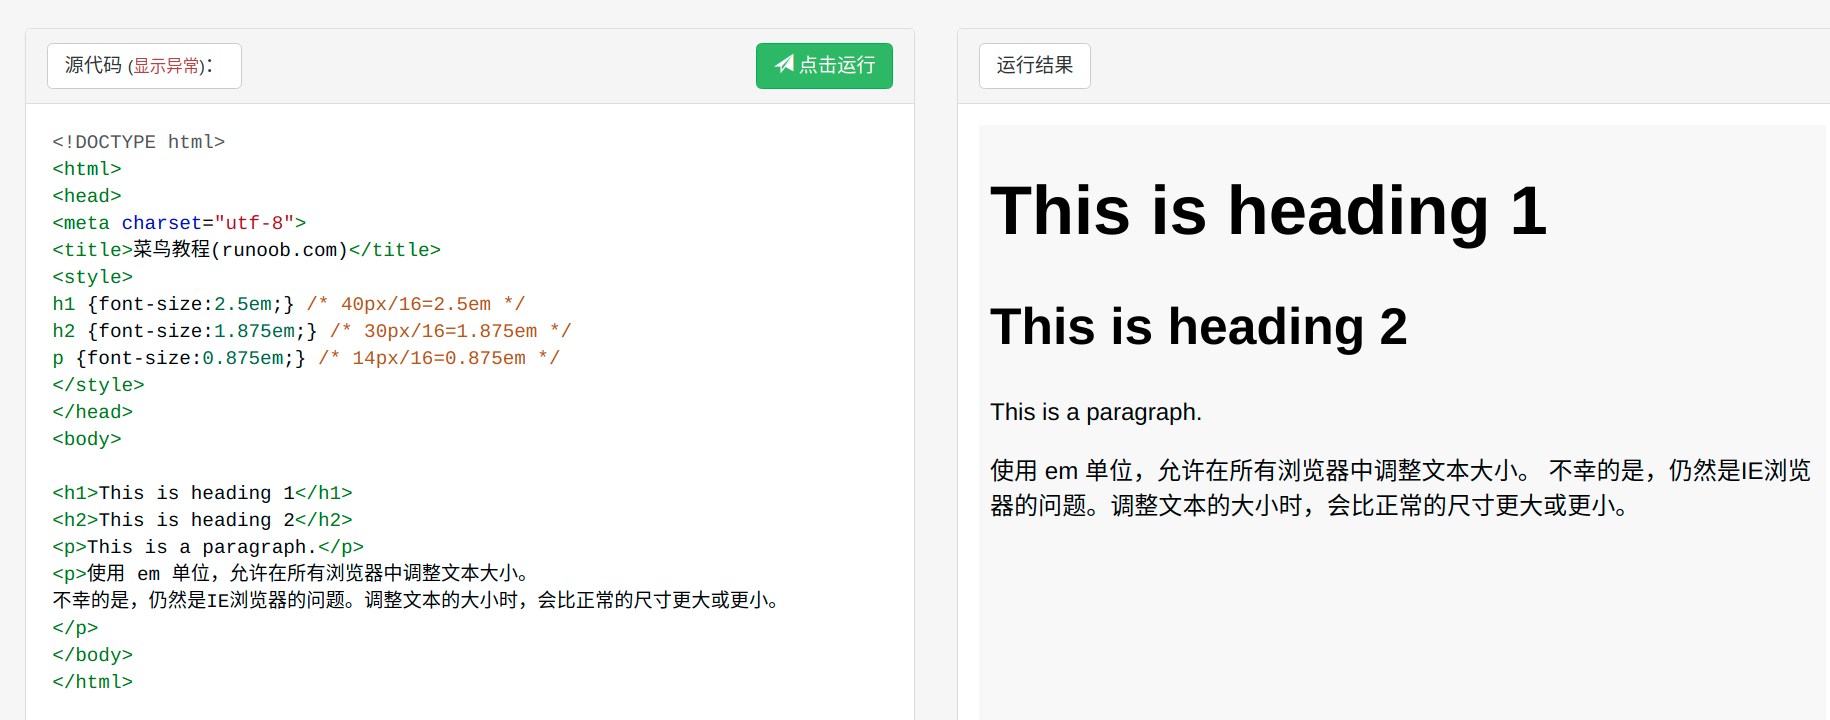 源代码 (显示异常)：
点击运行
<!DOCTYPE html>
<html>
<head>
<meta charset="utf-8">
<title>菜鸟教程(runoob.com)</title>
<style>
h1 {font-size:2.5em;} /* 40px/16=2.5em */
h2 {font-size:1.875em;} /* 30px/16=1.875em */
p {font-size:0.875em;} /* 14px/16=0.875em */
</style>
</head>
<body>
<h1>This is heading 1</h1>
<h2>This is heading 2</h2>
<p>This is a paragraph.</p>
<p>使用 em 单位，允许在所有浏览器中调整文本大小。
不幸的是，仍然是IE浏览器的问题。调整文本的大小时，会比正常的尺寸更大或更小。
</p>
</body>
</html>
运行结果
This is heading 1
This is heading 2
This is a paragraph.
使用 em 单位，允许在所有浏览器中调整文本大小。 不幸的是，仍然是IE浏览
器的问题。调整文本的大小时，会比正常的尺寸更大或更小。